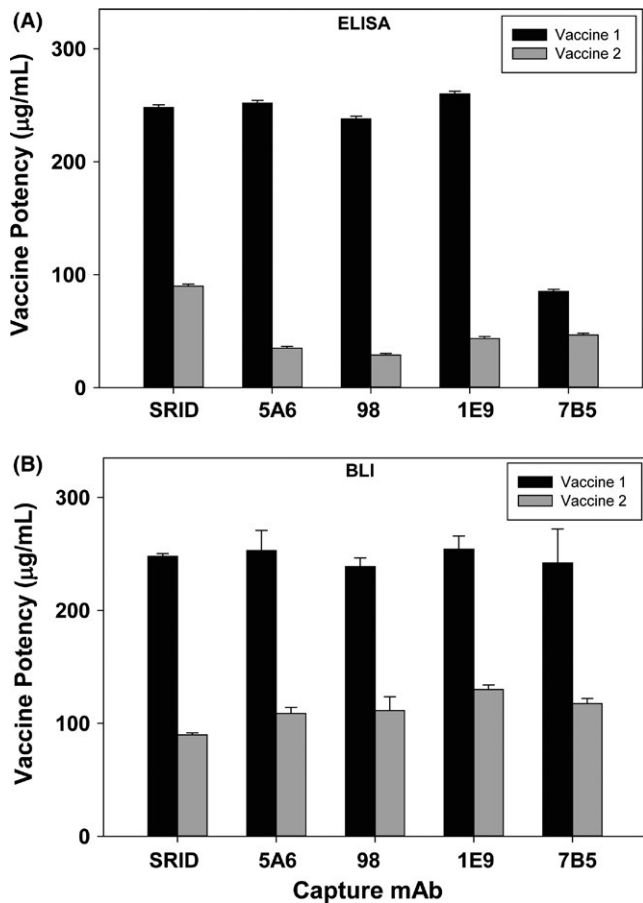 (A)
ELISA
Vaccine 1
Vaccine 2
Vaccine Potency (μg/mL)
300
200
100
0
SRID 5A6 98 1E9 7B5
(B)
BLI
Vaccine 1
Vaccine 2
Vaccine Potency (μg/mL)
300
200
100
0
SRID 5A6 98 1E9 7B5
Capture mAb